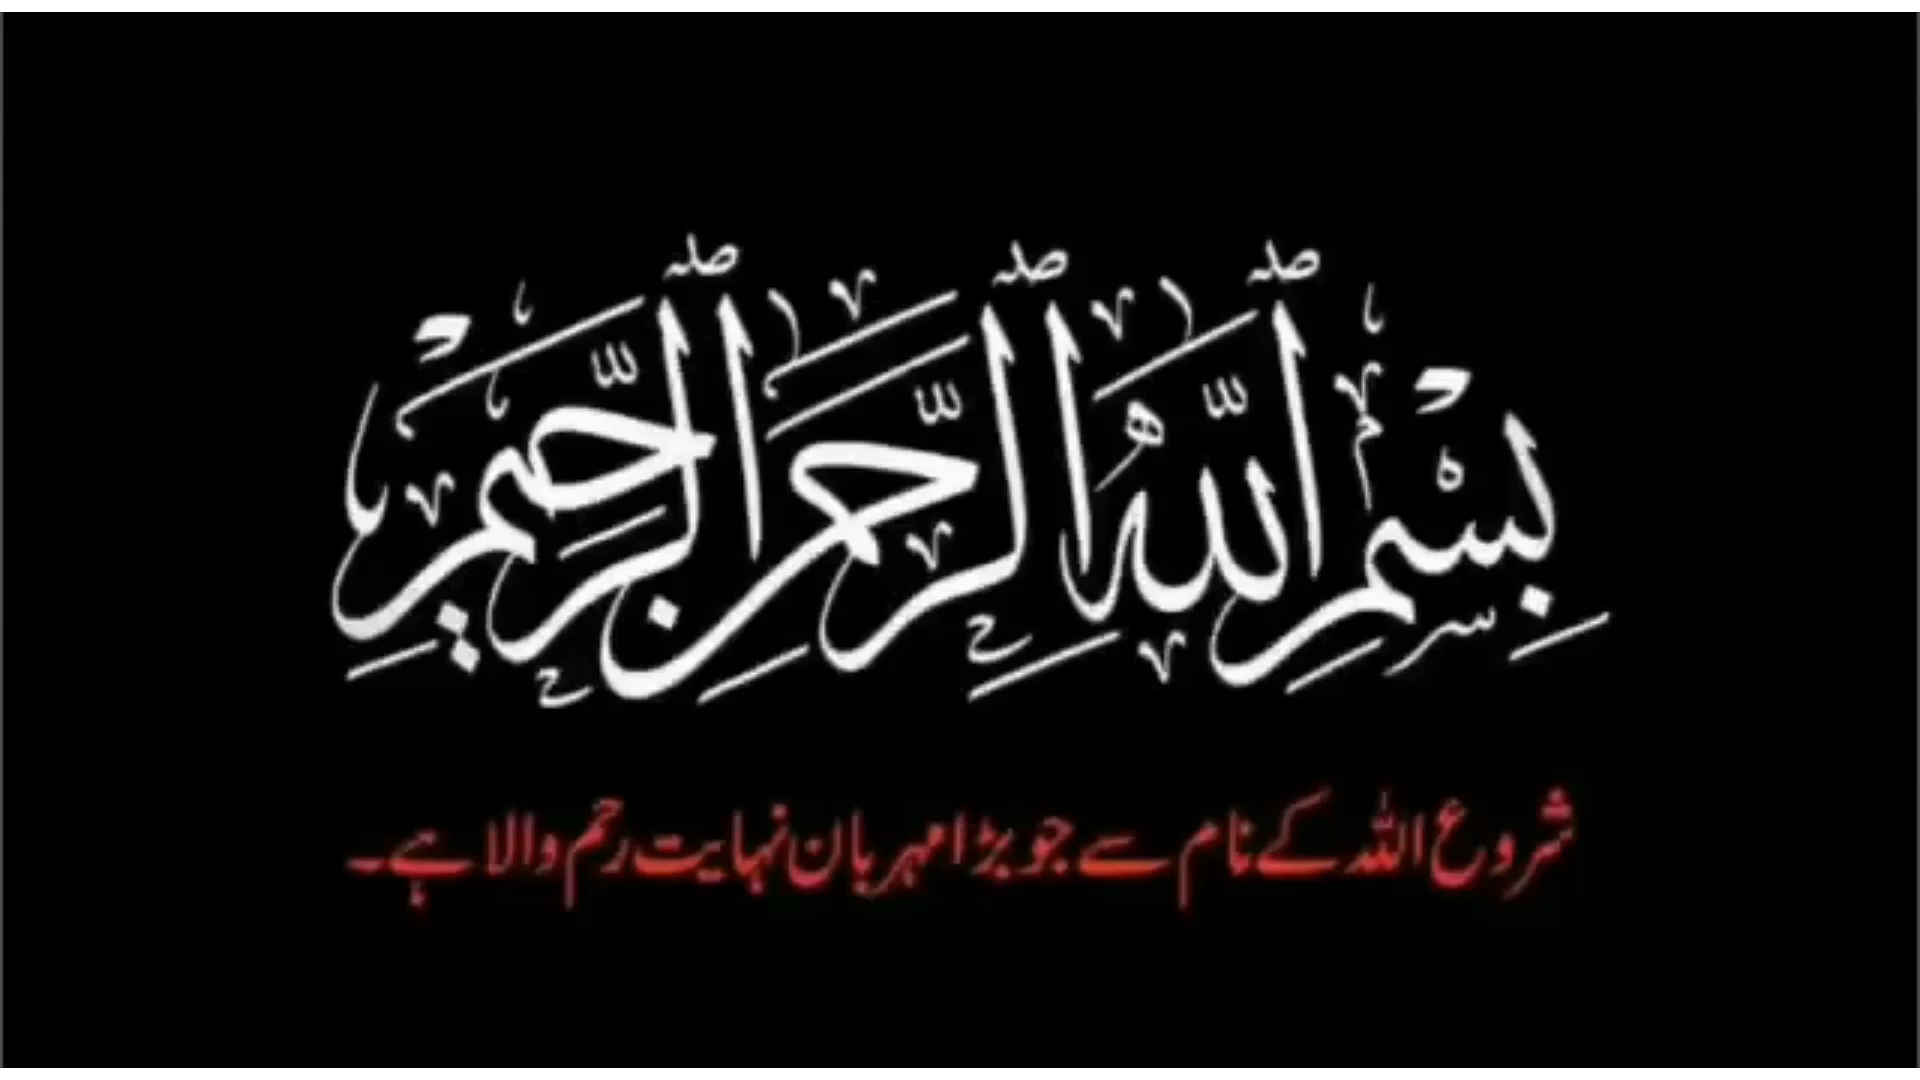 بِسْمِ اللّٰهِ الرَّحْمٰنِ الرَّحِيْمِ
شروع اللہ کے نام سے جو بڑا مہربان نہایت رحم والا ہے۔